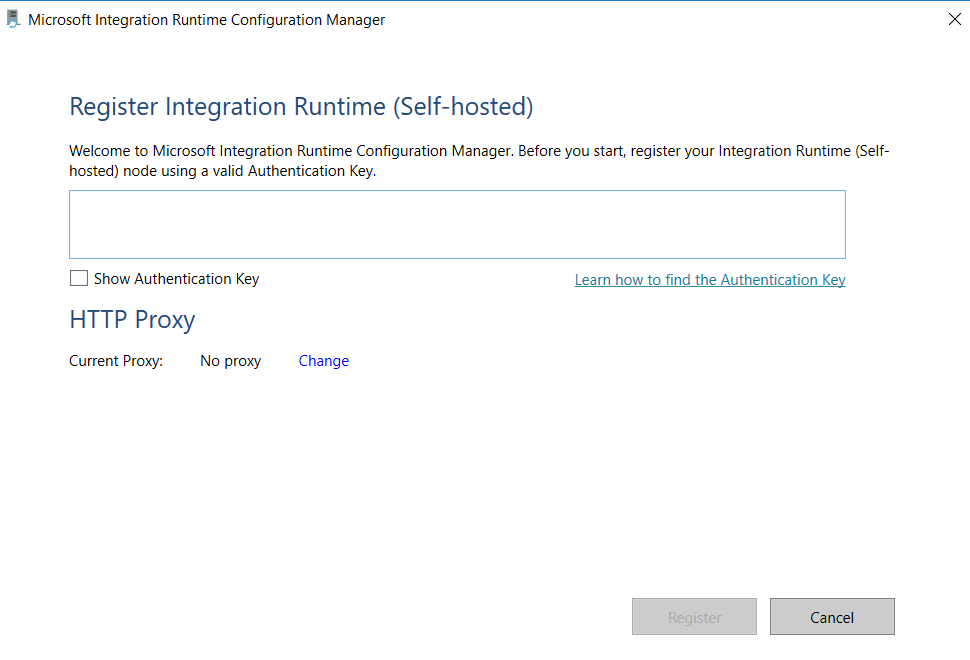 Microsoft Integration Runtime Configuration Manager
Register Integration Runtime (Self-hosted)
Welcome to Microsoft Integration Runtime Configuration Manager. Before you start, register your Integration Runtime (Self-
hosted) node using a valid Authentication Key.
Show Authentication Key
Learn how to find the Authentication Key
HTTP Proxy
Current Proxy: No proxy Change
Register Cancel